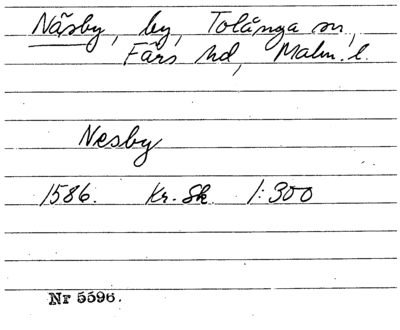 Näsby, by, Tolånga sn,
Färs hd, Malm. l.
Nesby
1586. Kr. Sk. 1:300
Nr 5596.